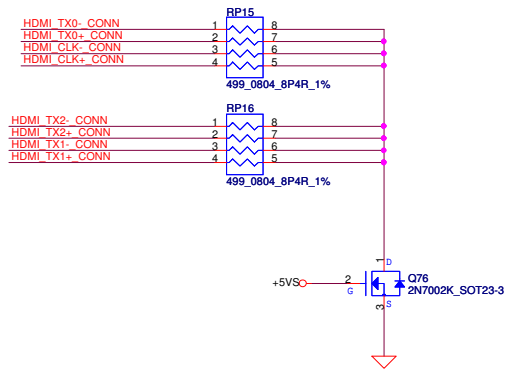 RP15
HDMI_TX0-_CONN 1 8
HDMI_TX0+_CONN 2 7
HDMI_CLK-_CONN 3 6
HDMI_CLK+_CONN 4 5
499_0804_8P4R_1%
RP16
HDMI_TX2-_CONN 1 8
HDMI_TX2+_CONN 2 7
HDMI_TX1-_CONN 3 6
HDMI_TX1+_CONN 4 5
499_0804_8P4R_1%
1 D
+5VS 2 G
Q76
2N7002K_SOT23-3
3 S